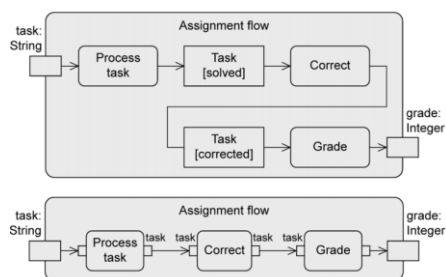 Assignment flow
task:
String
Process
task
Task
[solved]
Correct
Task
[corrected]
Grade
grade:
Integer
Assignment flow
task:
String
Process
task
task
task
Correct
task
task
Grade
grade:
Integer